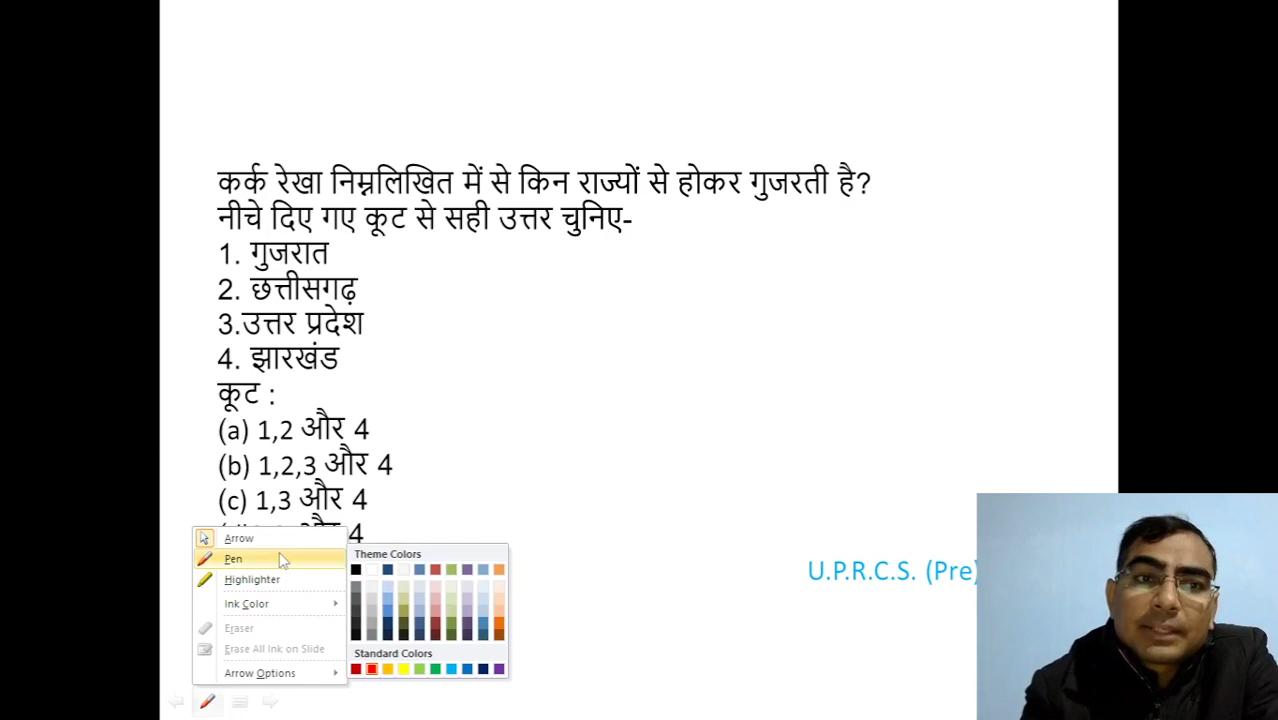 कर्क रेखा निम्नलिखित में से किन राज्यों से होकर गुजरती है?
नीचे दिए गए कूट से सही उत्तर चुनिए-
1. गुजरात
2. छत्तीसगढ़
3.उत्तर प्रदेश
4. झारखंड
कूट :
(a) 1,2 और 4
(b) 1,2,3 और 4
(c) 1,3 और 4
और 4
Arrow
Pen
Highlighter
Ink Color
Eraser
Erase All Ink on Slide
Arrow Options
Theme Colors
Standard Colors
U.P.R.C.S. (Pre)